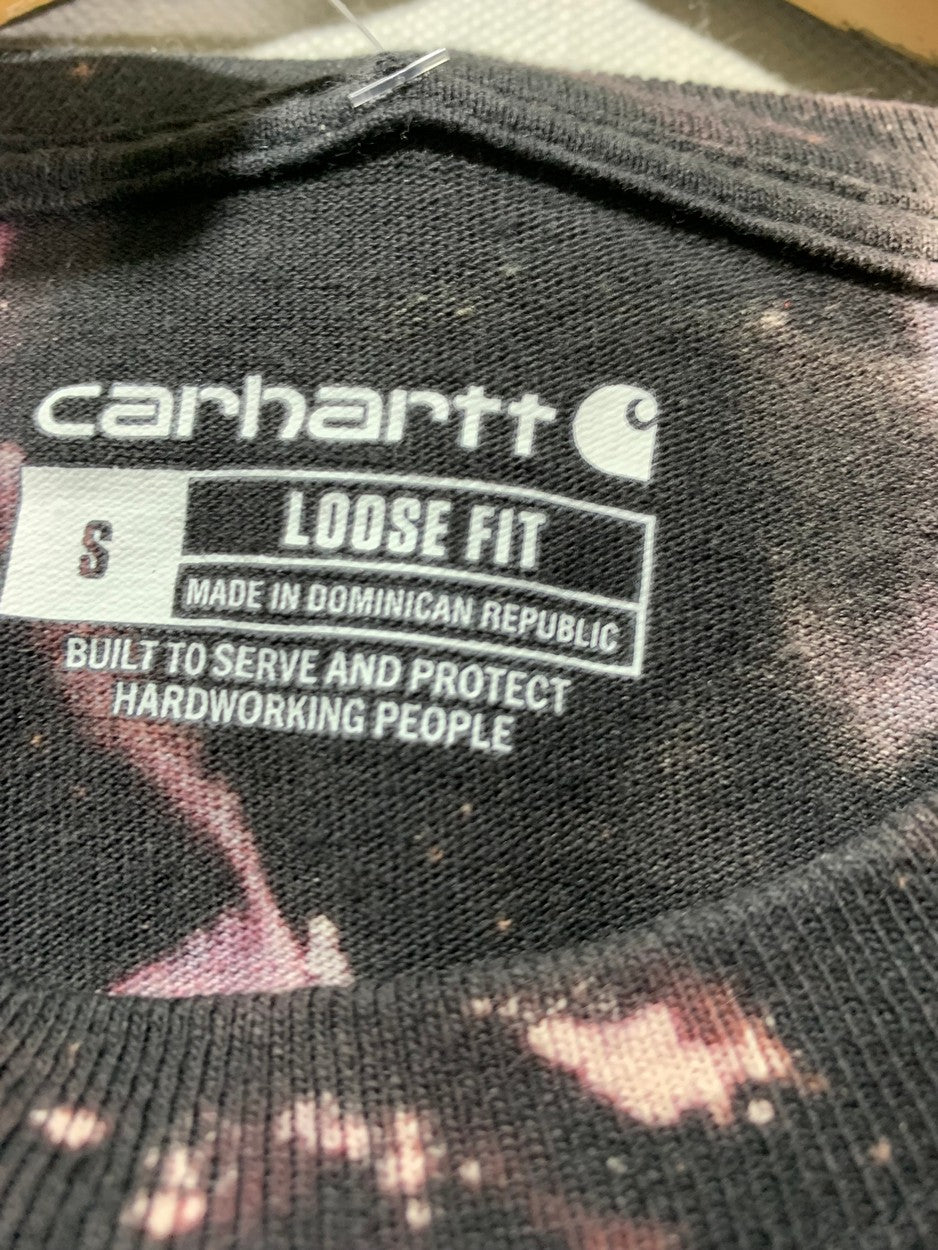 carhartt
S
LOOSE FIT
MADE IN DOMINICAN REPUBLIC
BUILT TO SERVE AND PROTECT
HARDWORKING PEOPLE